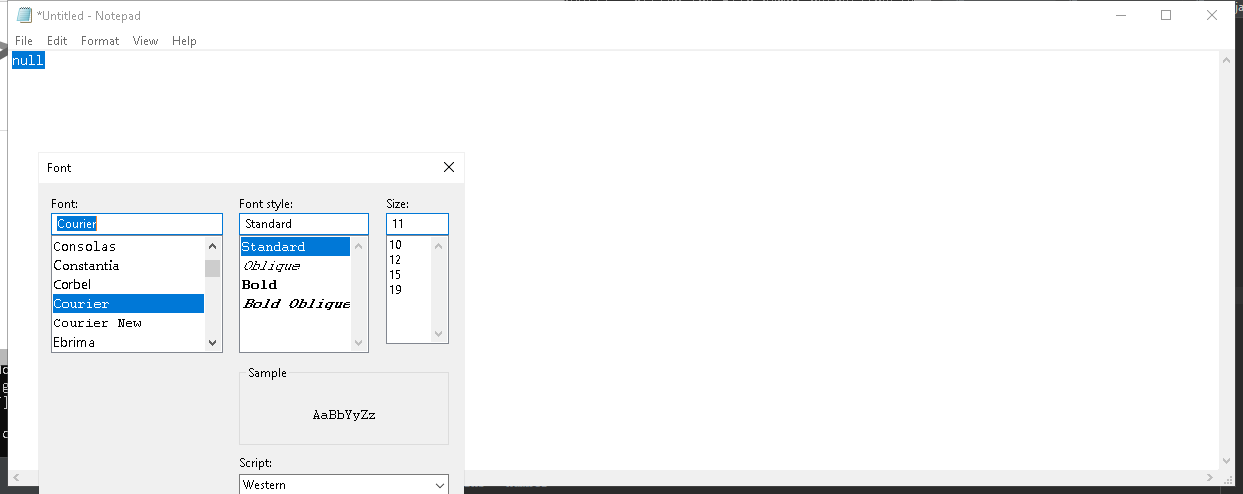 *Untitled - Notepad
File Edit Format View Help
null
Font
Font: Font style: Size:
Courier Standard 11
Consolas
Constantia
Corbel
Courier
Courier New
Ebrima
Standard
Oblique
Bold
Bold Oblique
10
12
15
19
Sample
AaBbYyZz
Script:
Western